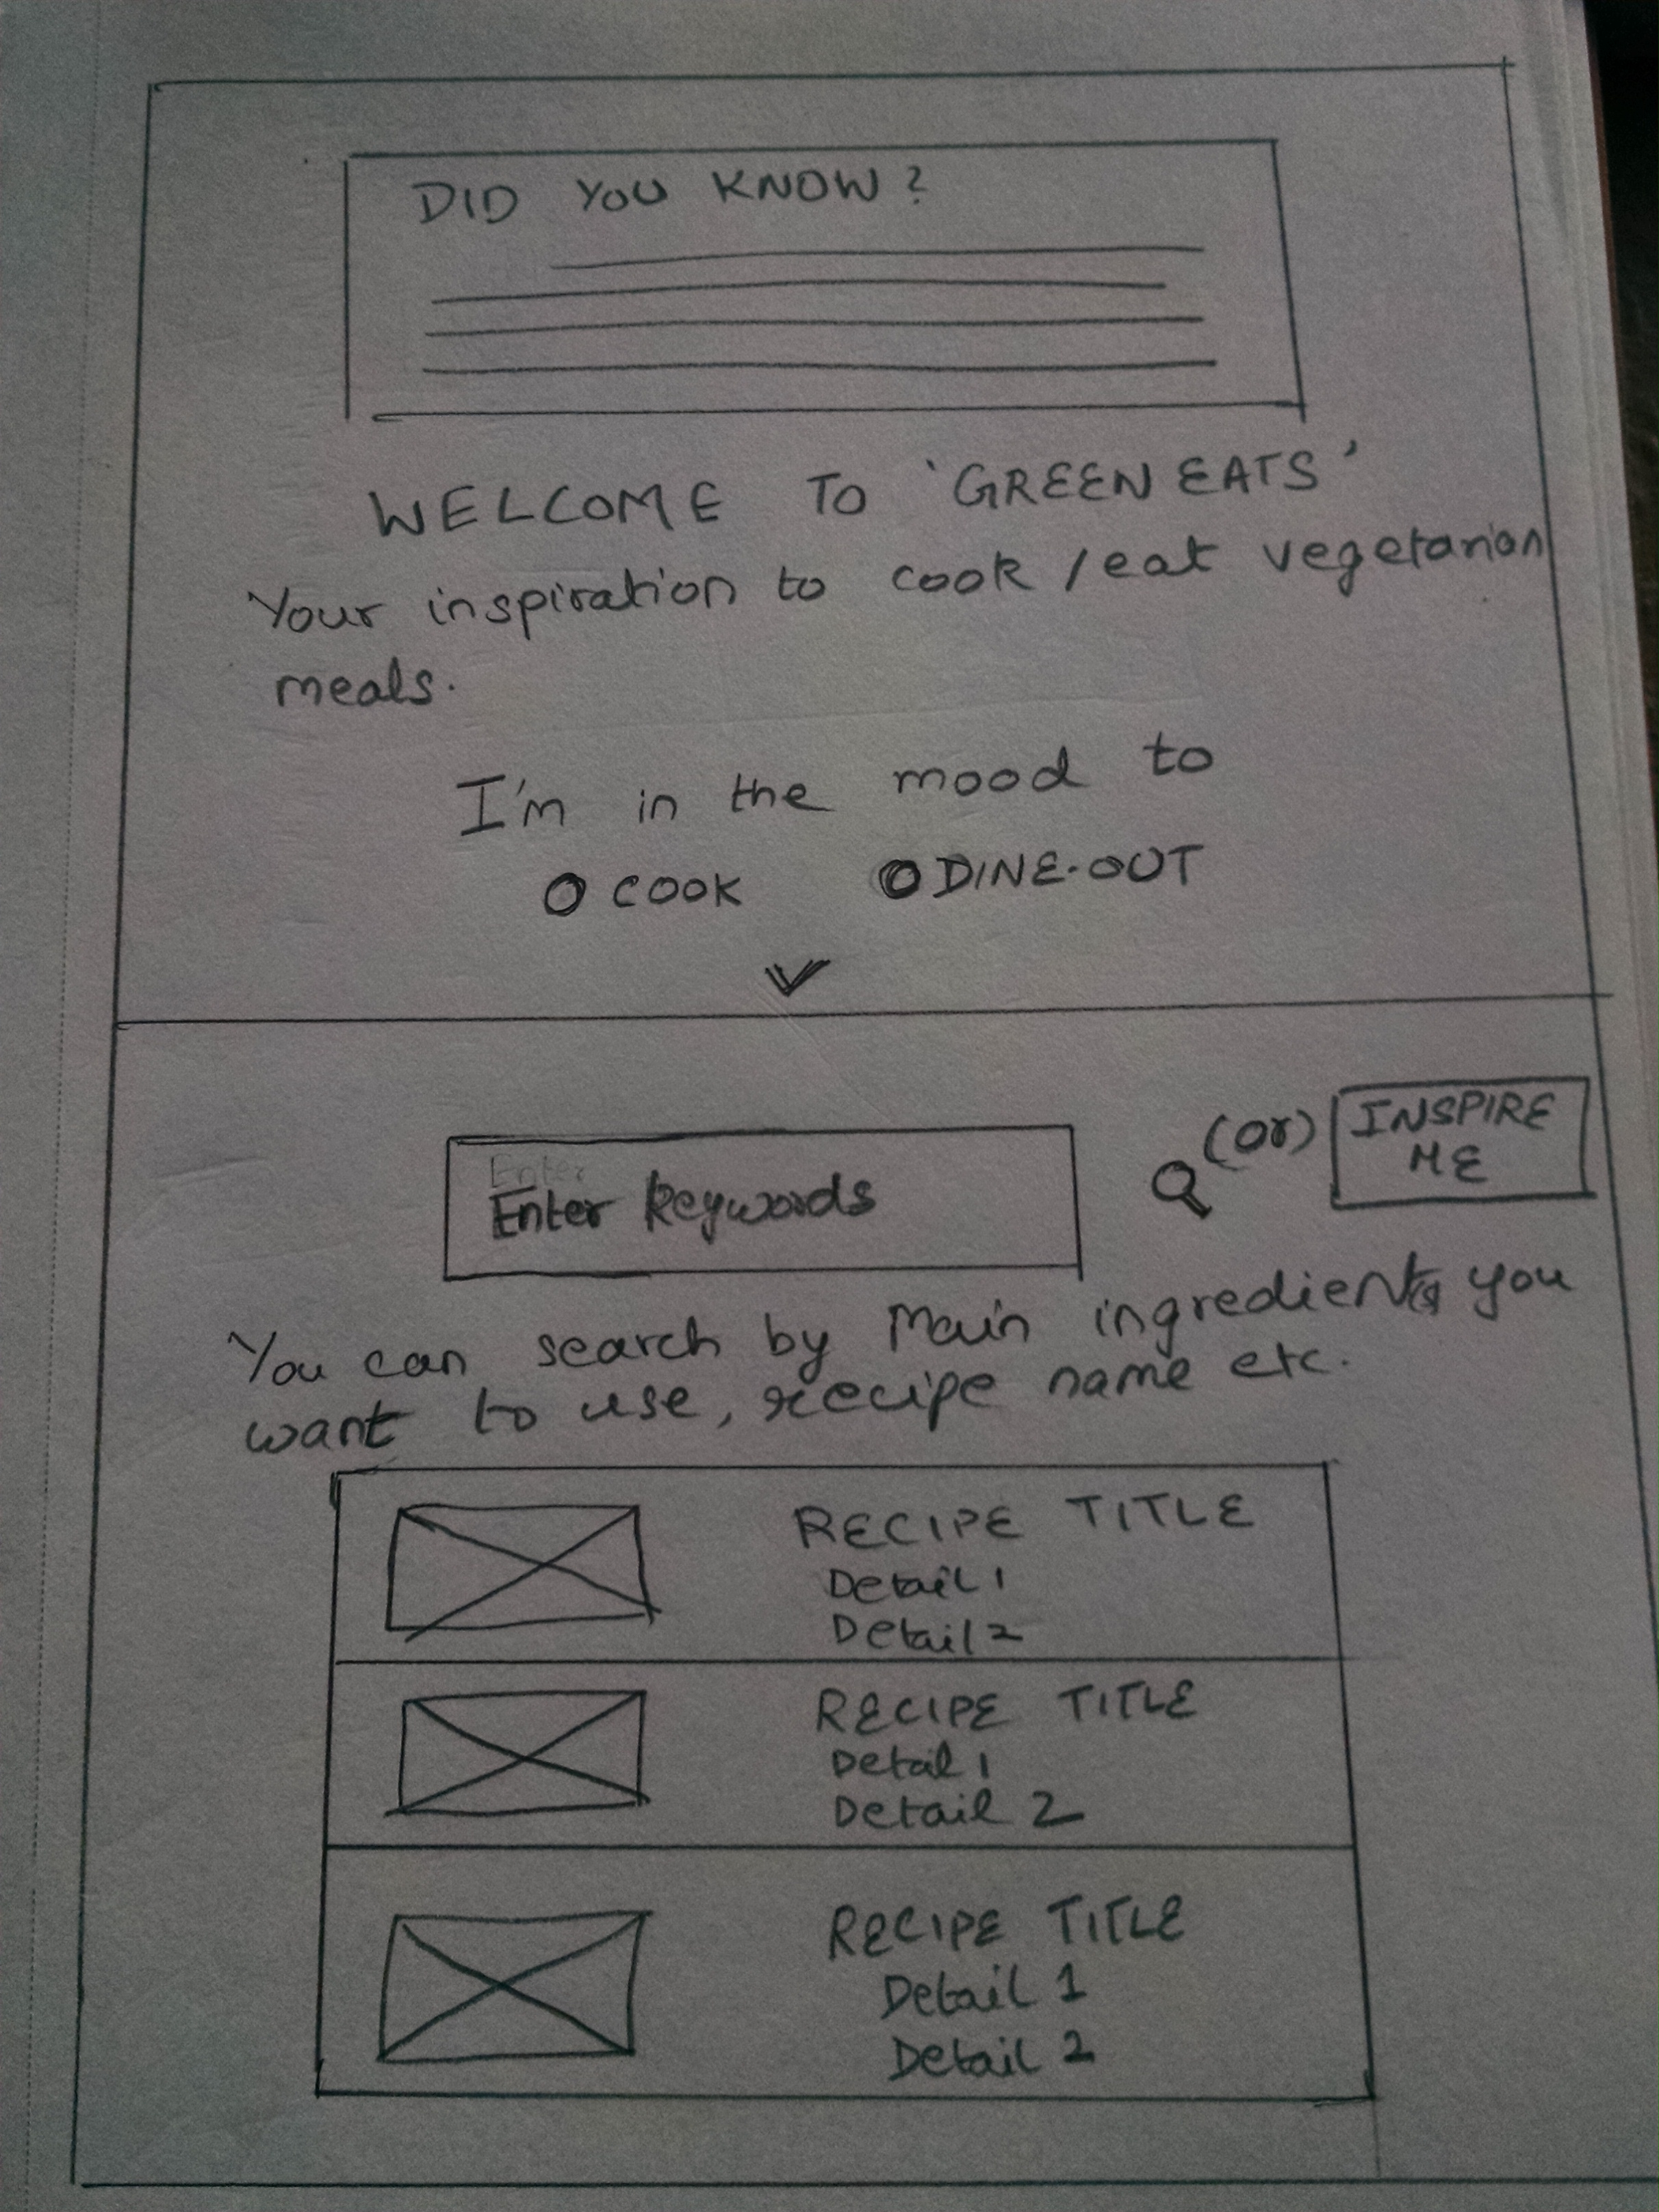 DID YOU KNOW?
WELCOME TO 'GREEN EATS'
Your inspiration to cook / eat vegetarian
meals.
I'm in the mood to
COOK DINE-OUT
Enter
Enter keywords
(or) INSPIRE
ME
You can search by Main ingredients you
want to use, recipe name etc.
RECIPE TITLE
Detail 1
Detail 2
RECIPE TITLE
Detail 1
Detail 2
RECIPE TITLE
Detail 1
Detail 2